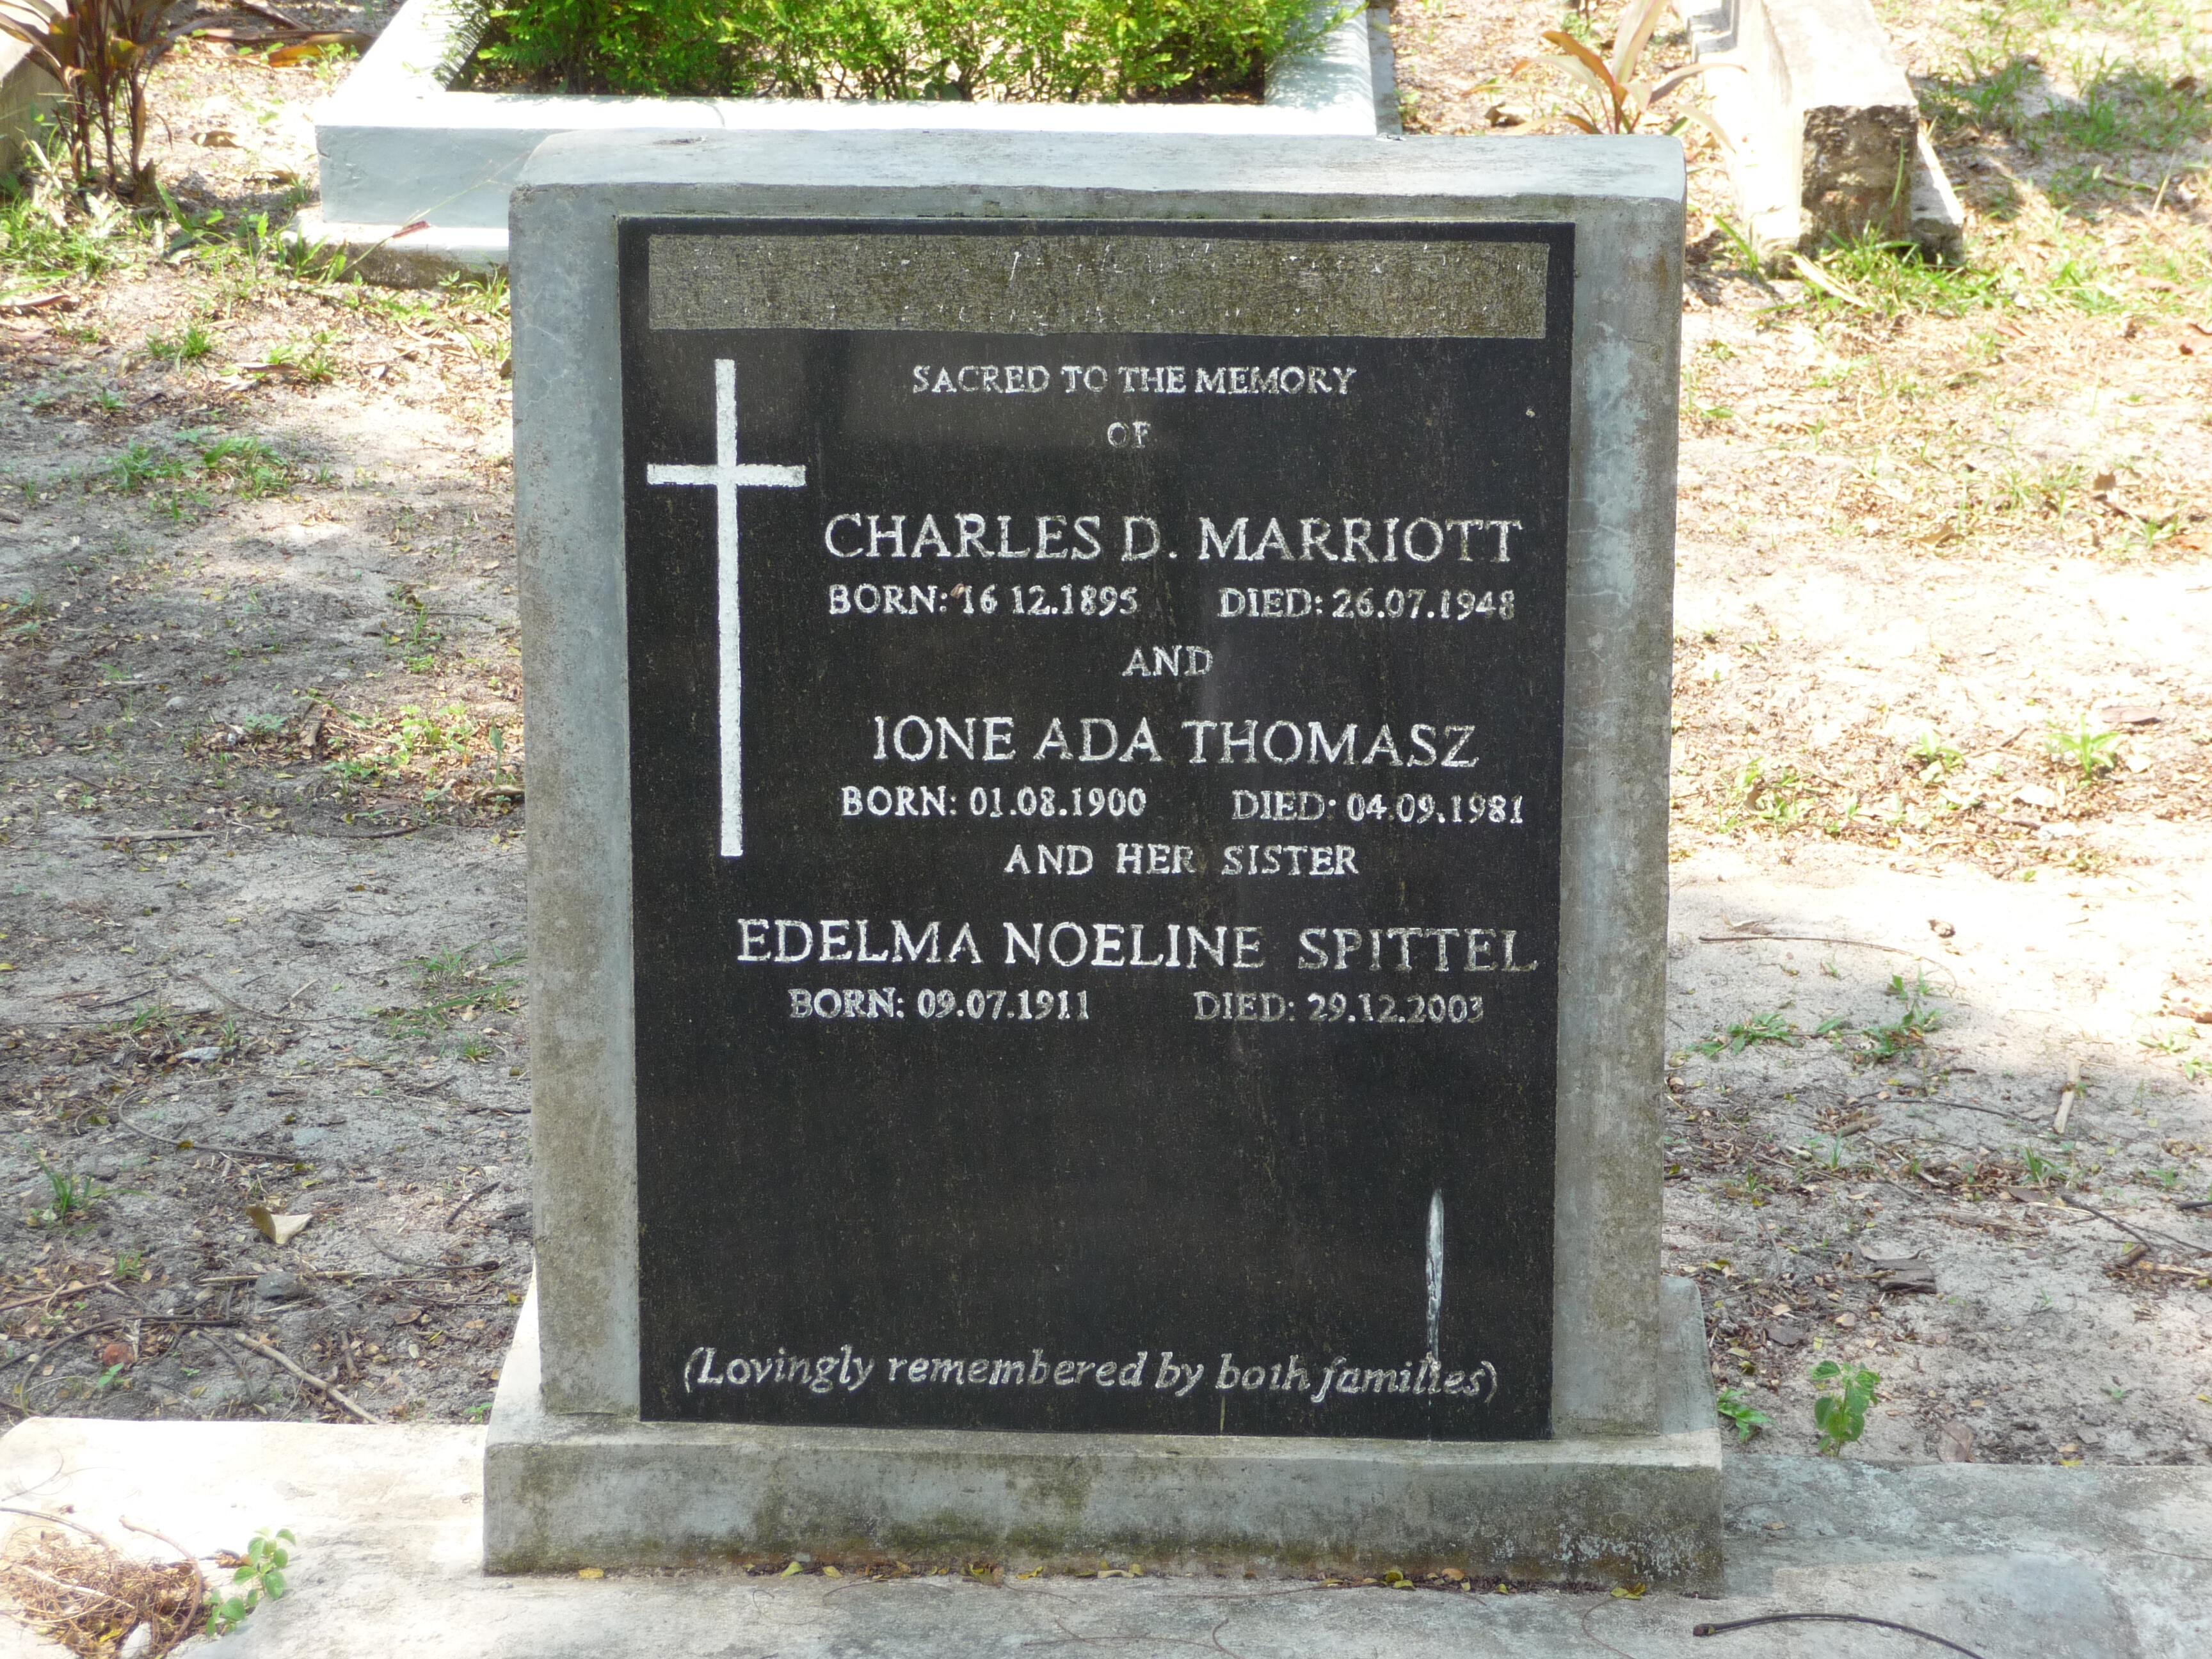 SACRED TO THE MEMORY
OF
CHARLES D. MARRIOTT
BORN: 16 12.1895 DIED: 26.07.1948
AND
IONE ADA THOMASZ
BORN: 01.08.1900 DIED: 04.09.1981
AND HER SISTER
EDELMA NOELINE SPITTEL
BORN: 09.07.1911 DIED: 29.12.2003
(Lovingly remembered by both families)